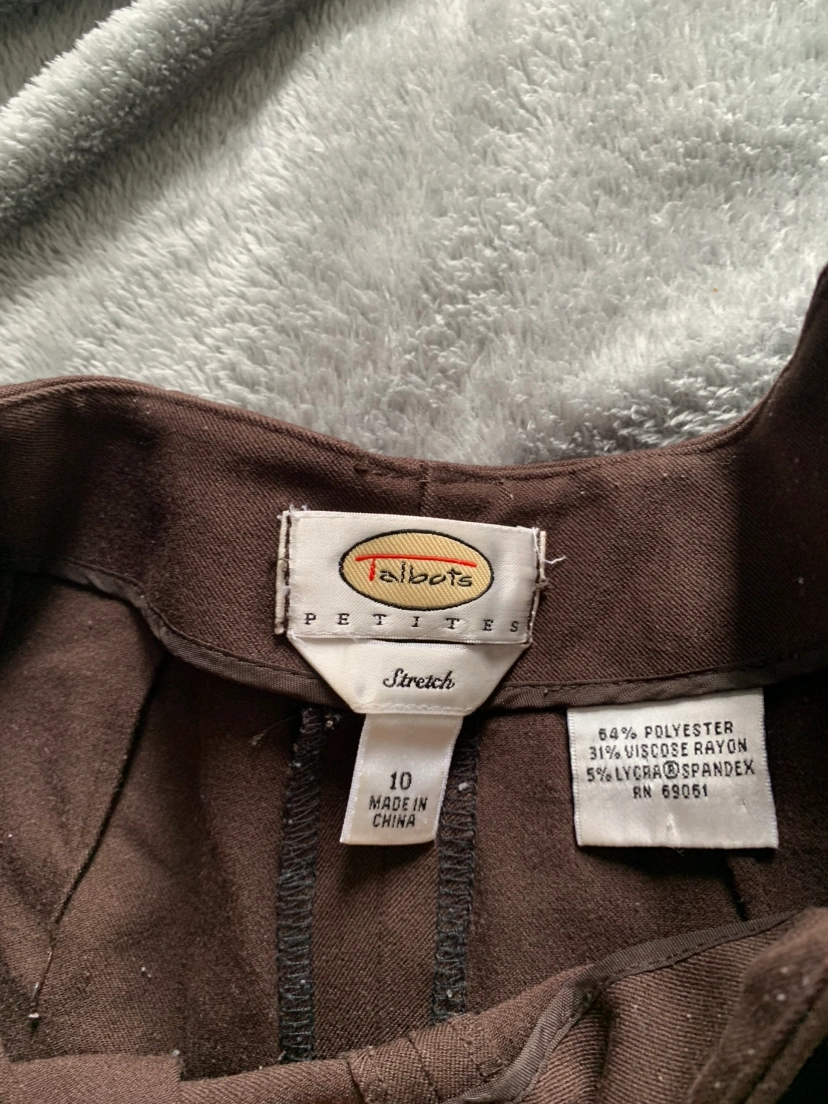 Talbots
PETITES
Stretch
10
MADE IN
CHINA
64% POLYESTER
31% VISCOSE RAYON
5% LYCRA® SPANDEX
RN 69061